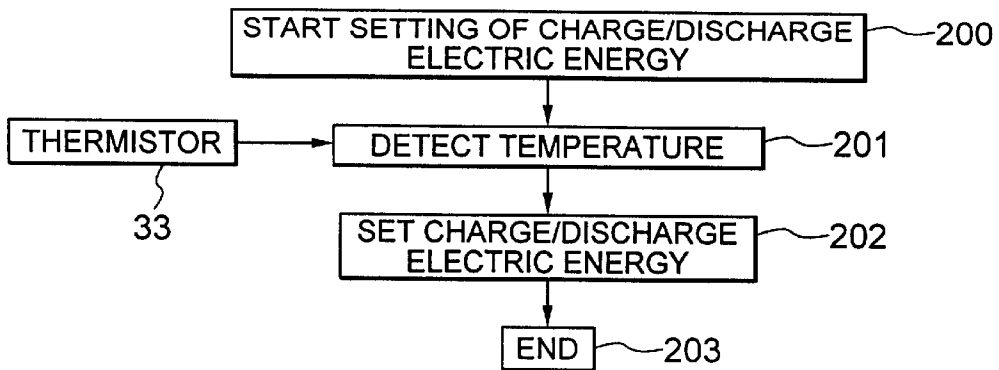 START SETTING OF CHARGE/DISCHARGE
ELECTRIC ENERGY
200
THERMISTOR
33
DETECT TEMPERATURE
201
SET CHARGE/DISCHARGE
ELECTRIC ENERGY
202
END
203